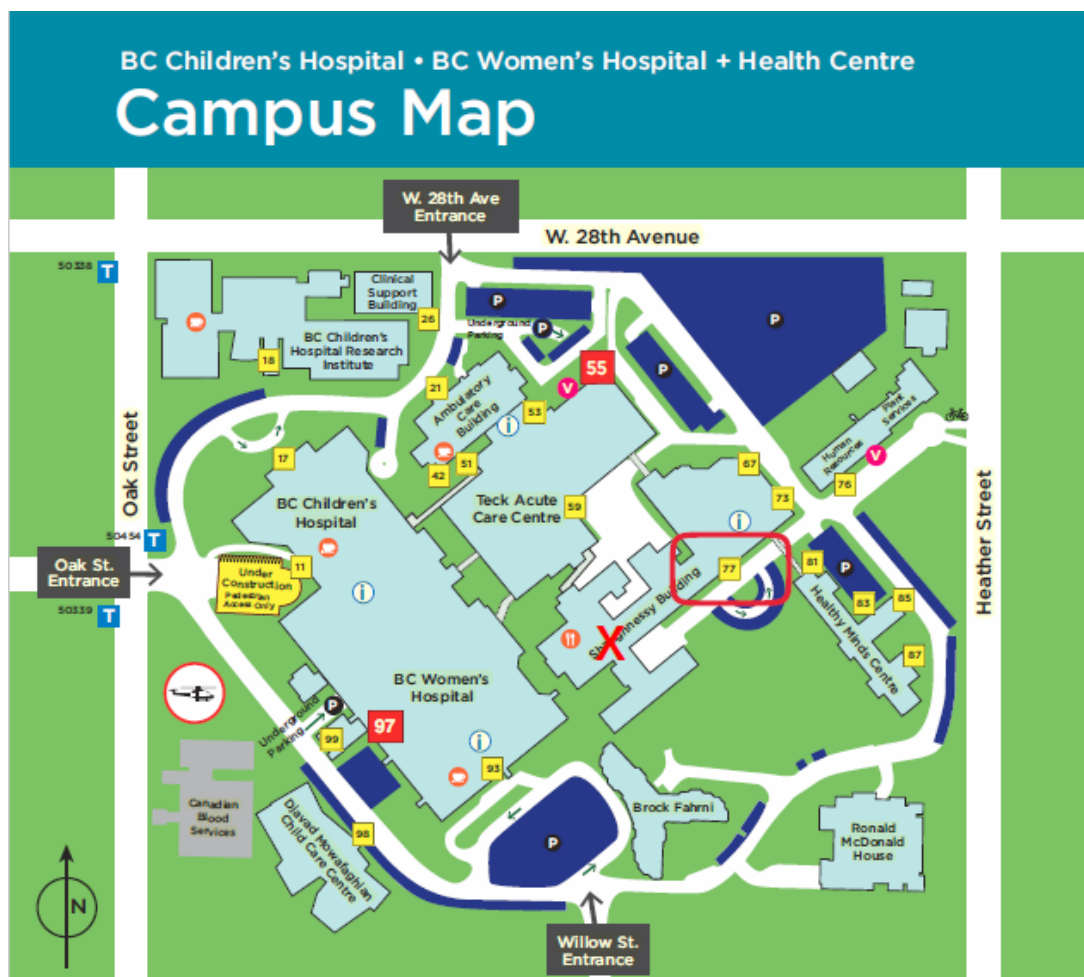 BC Children's Hospital • BC Women's Hospital + Health Centre
Campus Map
W. 28th Ave
Entrance
W. 28th Avenue
50338
T
Clinical
Support
Building
26
P
Underground
Parking
P
P
BC Children's
Hospital Research
Institute
18
55
V
P
21
Ambulatory
Care
Building
53
i
Plant
Services
Human
Resources
V
Oak Street
17
42
51
67
76
73
BC Children's
Hospital
Teck Acute
Care Centre
59
i
50454
T
Oak St.
Entrance
11
Under
Construction
Pedestrian
Access Only
i
77
81
P
50339
T
Heather Street
83
85
Healthy Minds Centre
87
Shaughnessy Building
X
BC Women's
Hospital
Underground
Parking
P
97
99
i
93
Canadian
Blood
Services
98
Djavad Mowafaghian
Child Care Centre
P
Brock Fahrni
Ronald
McDonald
House
N
Willow St.
Entrance